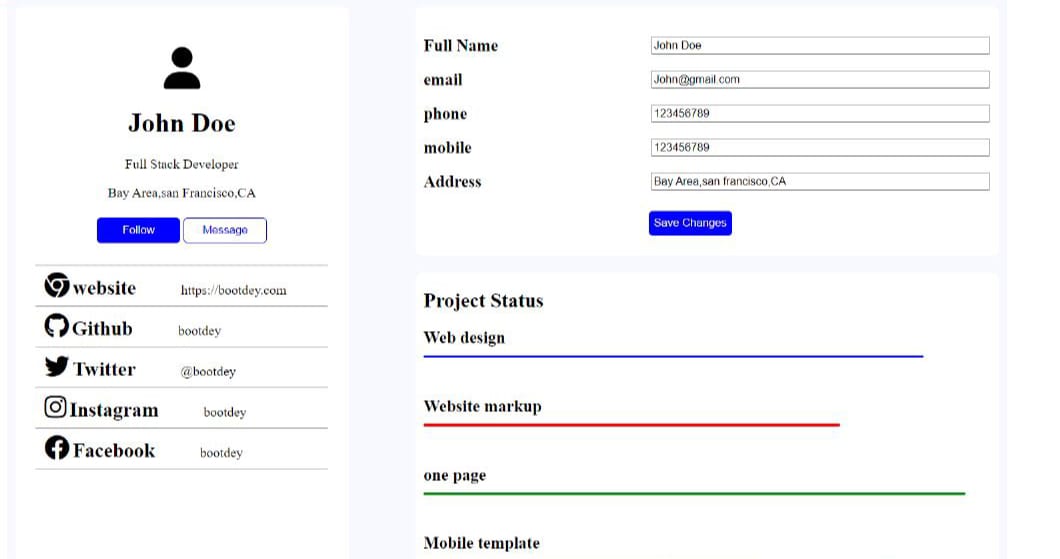 John Doe
Full Stack Developer
Bay Area,san Francisco,CA
Follow Message
website https://bootdey.com
Github bootdey
Twitter @bootdey
Instagram bootdey
Facebook bootdey
Full Name John Doe
email John@gmail.com
phone 123456789
mobile 123456789
Address Bay Area,san francisco,CA
Save Changes
Project Status
Web design
Website markup
one page
Mobile template